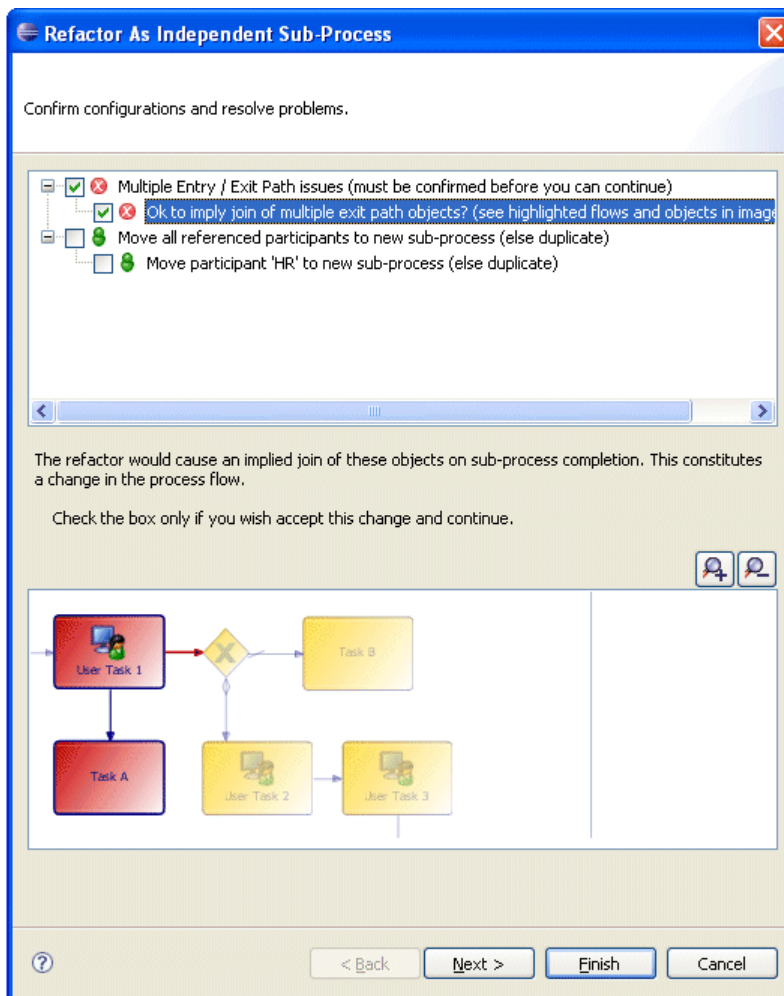 Refactor As Independent Sub-Process
Confirm configurations and resolve problems.
Multiple Entry / Exit Path issues (must be confirmed before you can continue)
Ok to imply join of multiple exit path objects? (see highlighted flows and objects in image
Move all referenced participants to new sub-process (else duplicate)
Move participant 'HR' to new sub-process (else duplicate)
The refactor would cause an implied join of these objects on sub-process completion. This constitutes
a change in the process flow.
Check the box only if you wish accept this change and continue.
User Task 1
Task B
Task A
User Task 2
User Task 3
< Back
Next >
Finish
Cancel